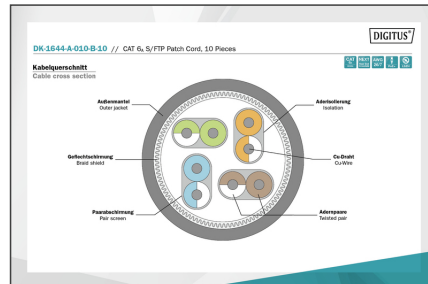 DIGITUS®
DK-1644-A-010-B-10 // CAT 6A S/FTP Patch Cord, 10 Pieces
Kabelquerschnitt
Cable cross section
Außenmantel
Outer jacket
Aderisolierung
Isolation
Geflechtschirmung
Braid shield
Cu-Draht
Cu-Wire
Paarabschirmung
Pair screen
Adernpaare
Twisted pair